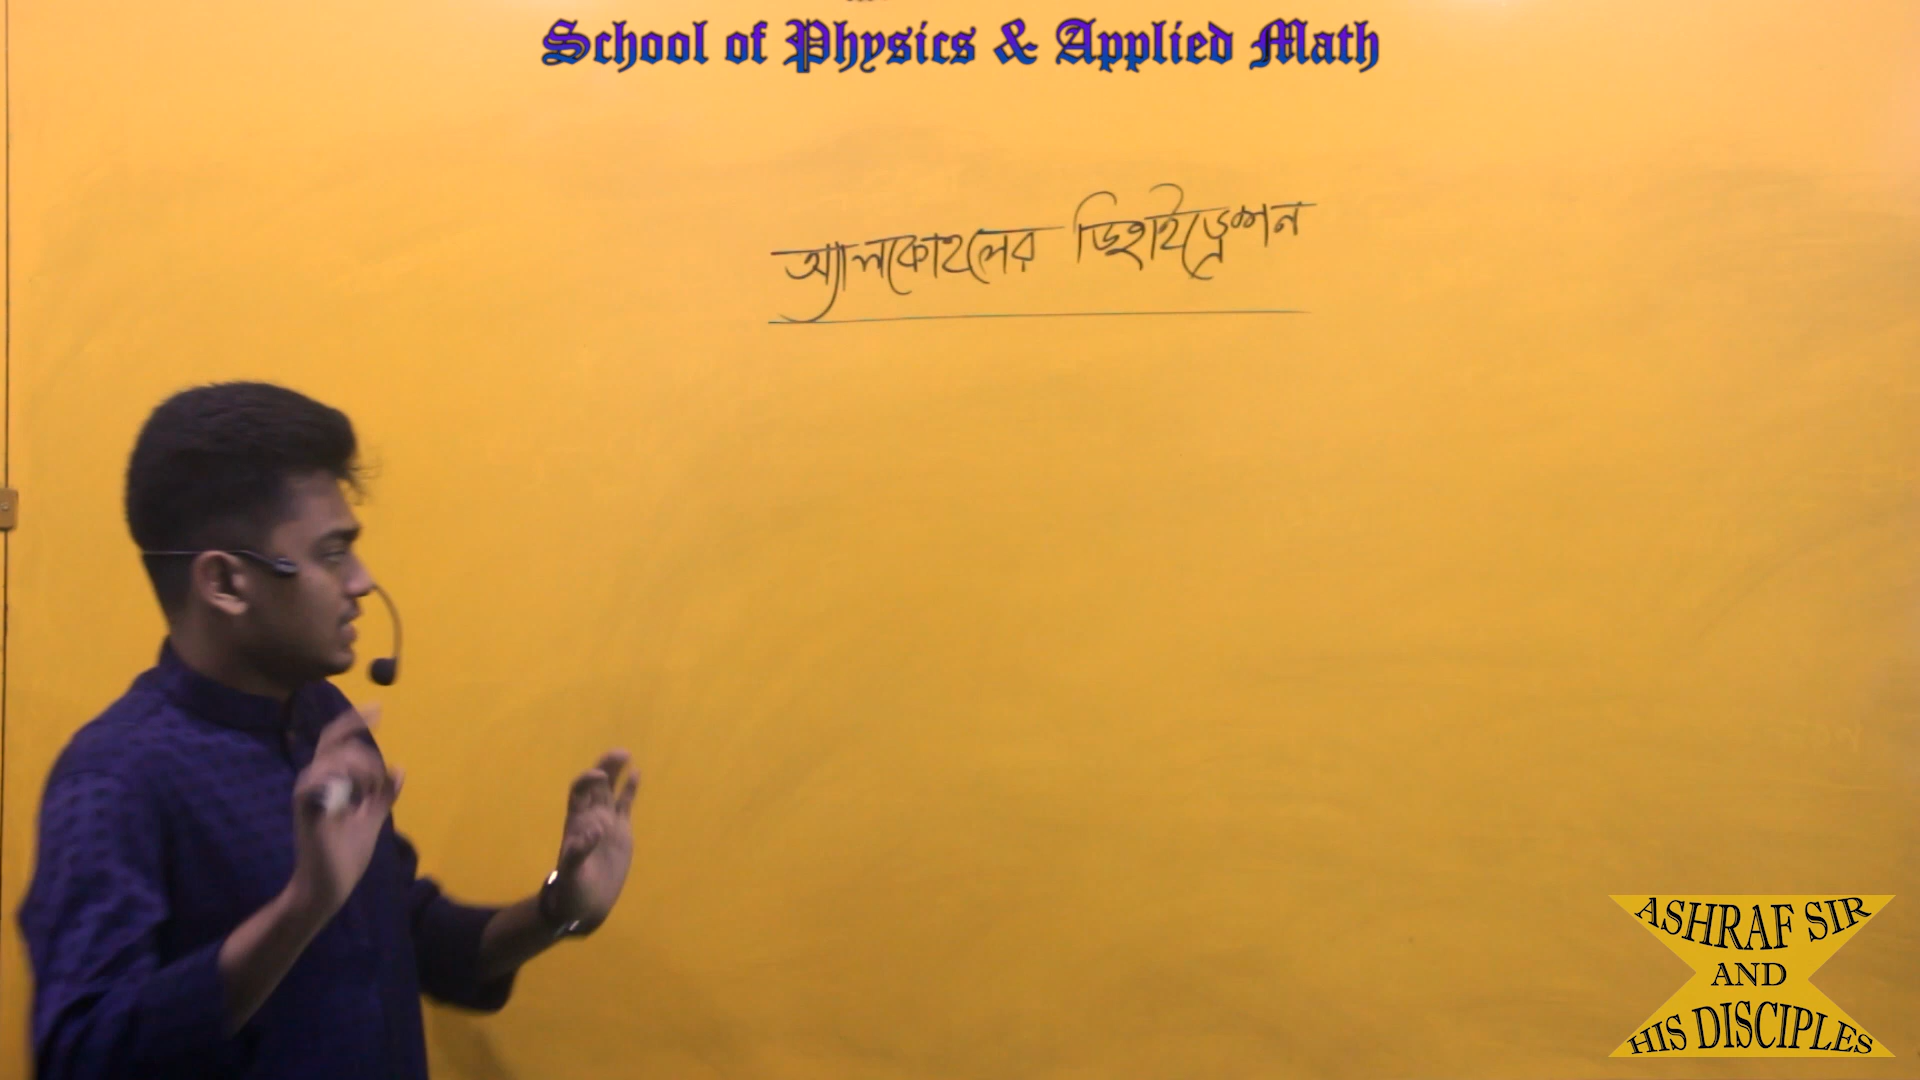 School of Physics & Applied Math
অ্যালকোহলের ডিহাইড্রেশন
ASHRAF SIR
AND
HIS DISCIPLES